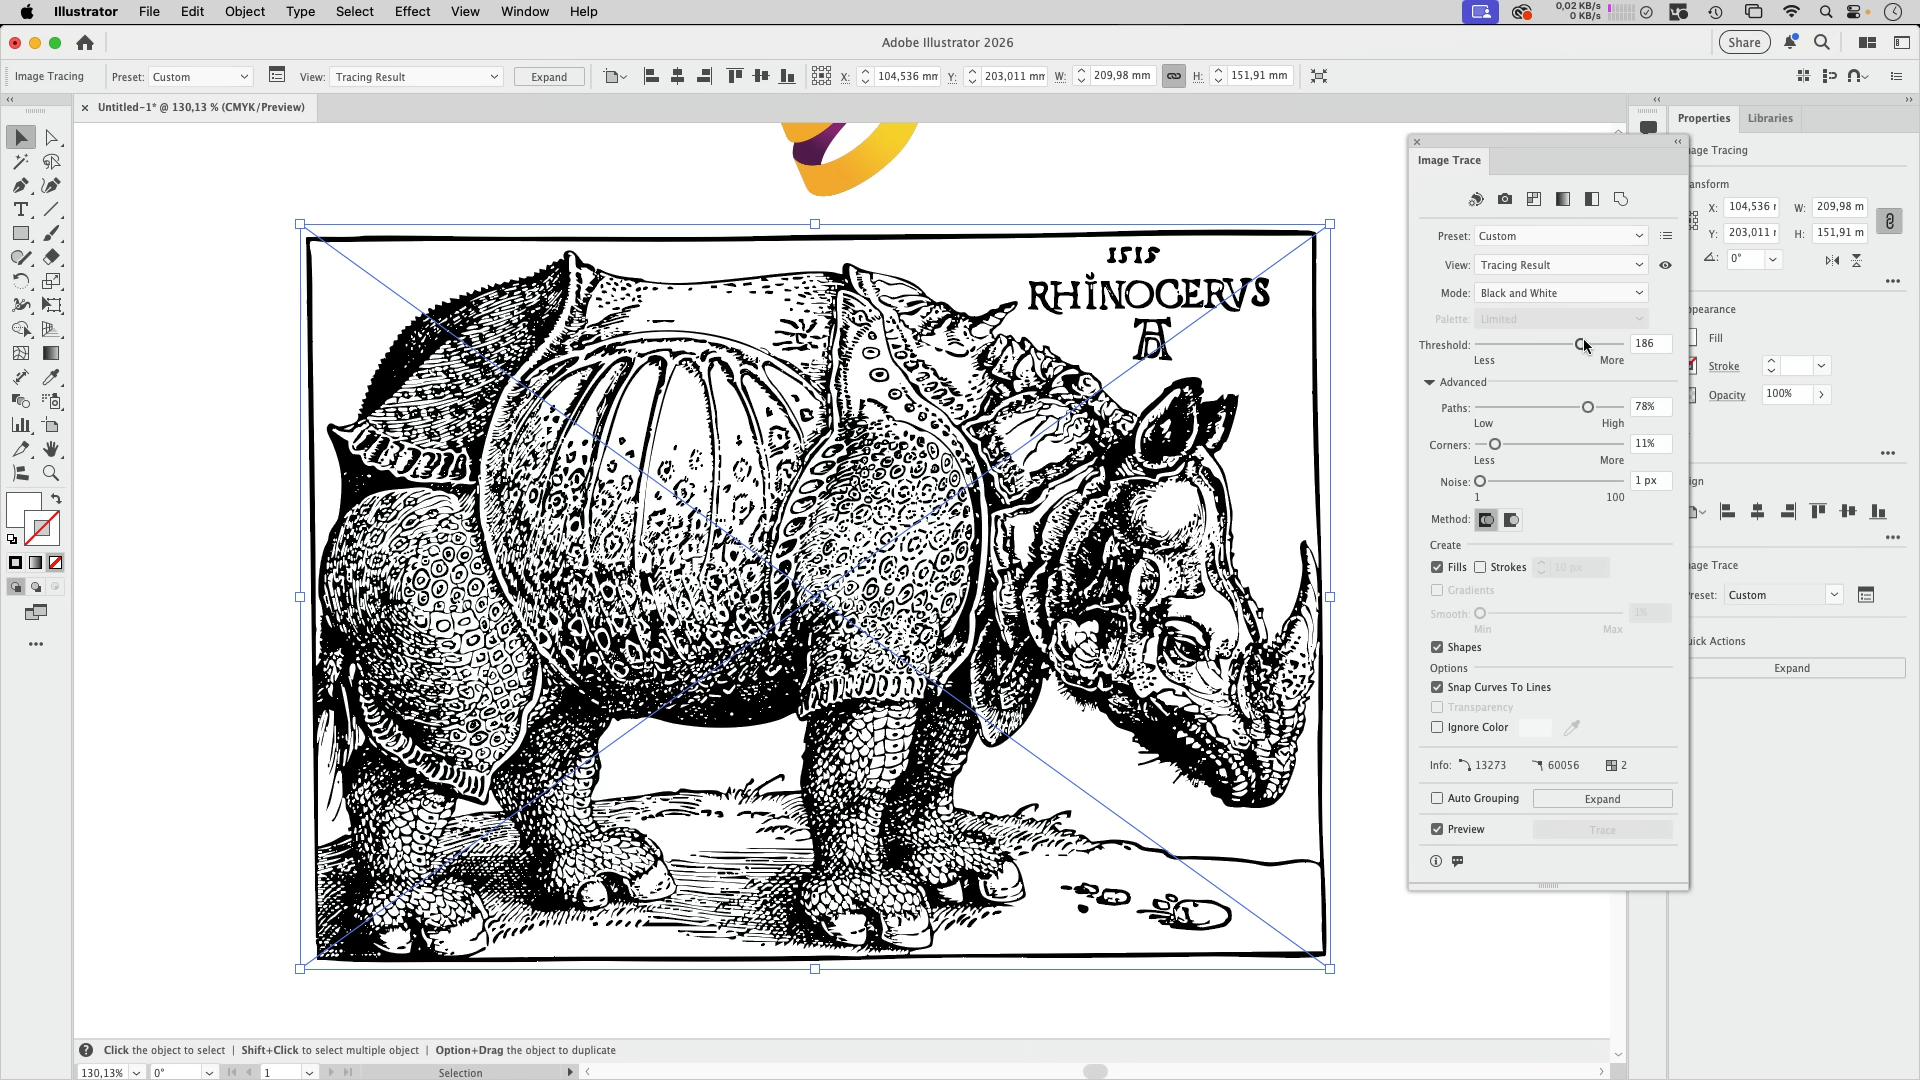 Illustrator File Edit Object Type Select Effect View Window Help
0,02 KB/s
0 KB/s
Adobe Illustrator 2026
Share
Image Tracing Preset: Custom View: Tracing Result Expand X: 104,536 mm Y: 203,011 mm W: 209,98 mm H: 151,91 mm
Untitled-1* @ 130,13 % (CMYK/Preview)
1515
RHINOCERVS
Image Trace
Preset: Custom
View: Tracing Result
Mode: Black and White
Palette: Limited
Threshold: 186
Less More
Advanced
Paths: 78%
Low High
Corners: 11%
Less More
Noise: 1 px
1 100
Method:
Create
Fills Strokes 10 px
Gradients
Smooth: 1%
Min Max
Shapes
Options
Snap Curves To Lines
Transparency
Ignore Color
Info: 13273 60056 2
Auto Grouping Expand
Preview Trace
Properties Libraries
mage Tracing
ansform
X: 104,536 W: 209,98 m
Y: 203,011 H: 151,91 m
0°
ppearance
Fill
Stroke
Opacity 100%
ign
mage Trace
reset: Custom
uick Actions
Expand
Click the object to select | Shift+Click to select multiple object | Option+Drag the object to duplicate
130,13% 0° 1 Selection